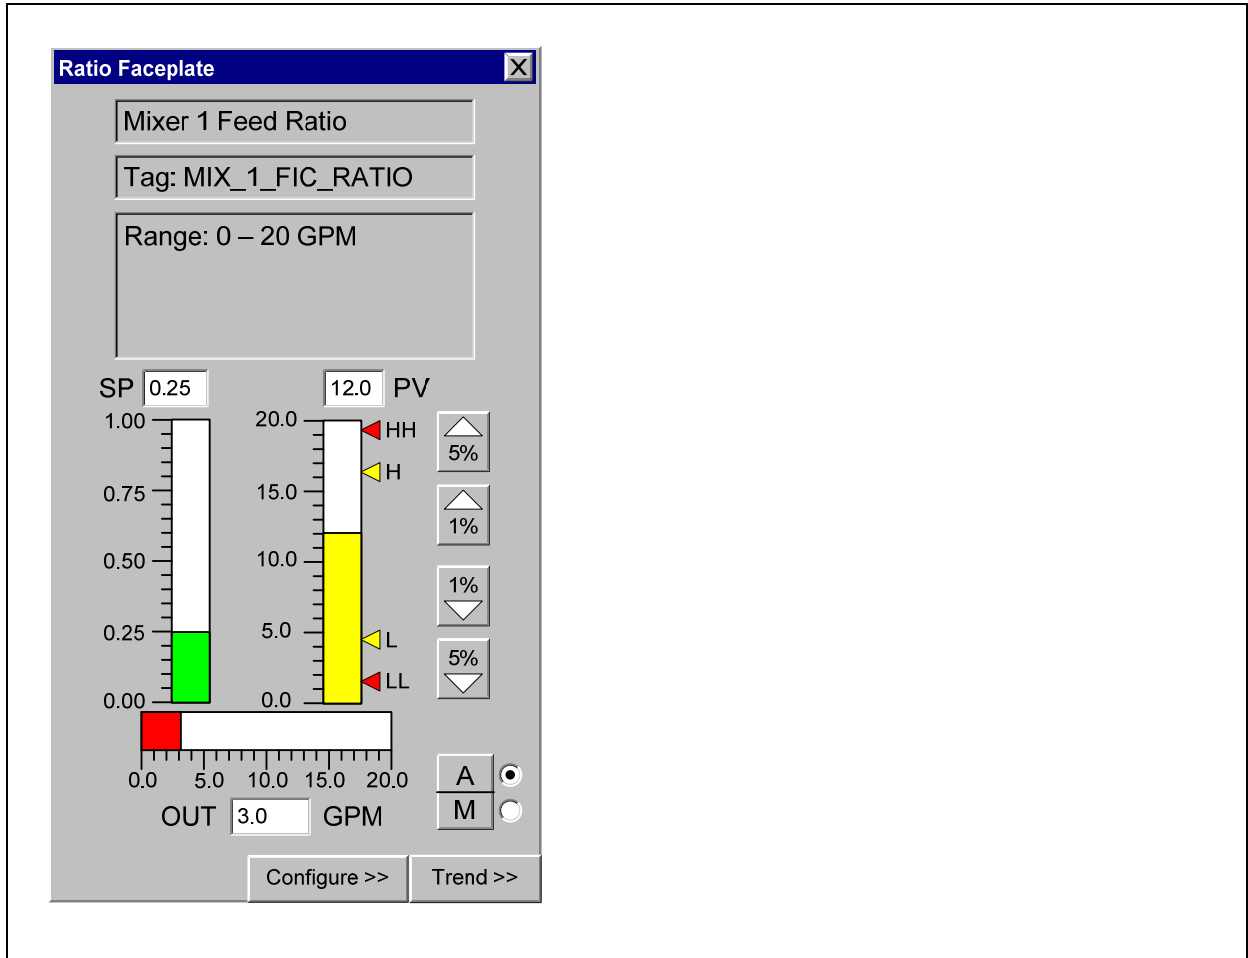 Ratio Faceplate X
Mixer 1 Feed Ratio
Tag: MIX_1_FIC_RATIO
Range: 0 – 20 GPM
SP 0.25 12.0 PV
1.00 20.0 HH 5%
H
0.75 15.0 1%
0.50 10.0 1%
0.25 5.0 L 5%
LL
0.00 0.0
0.0 5.0 10.0 15.0 20.0 A
OUT 3.0 GPM M
Configure >> Trend >>